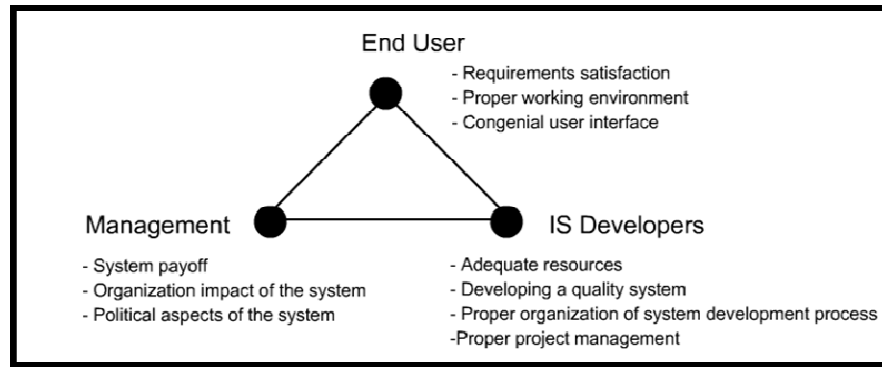 End User
- Requirements satisfaction
- Proper working environment
- Congenial user interface
Management
- System payoff
- Organization impact of the system
- Political aspects of the system
IS Developers
- Adequate resources
- Developing a quality system
- Proper organization of system development process
-Proper project management